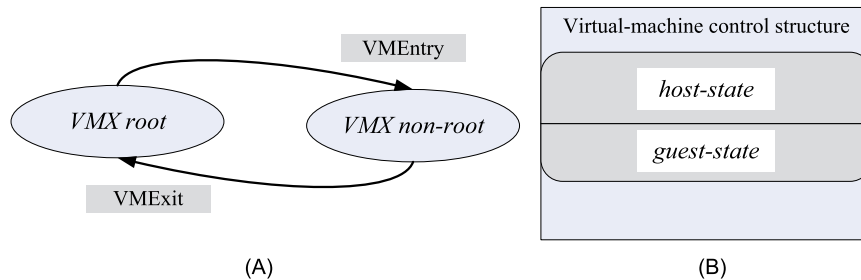 VMEntry
VMX root
VMX non-root
VMExit
(A)
Virtual-machine control structure
host-state
guest-state
(B)